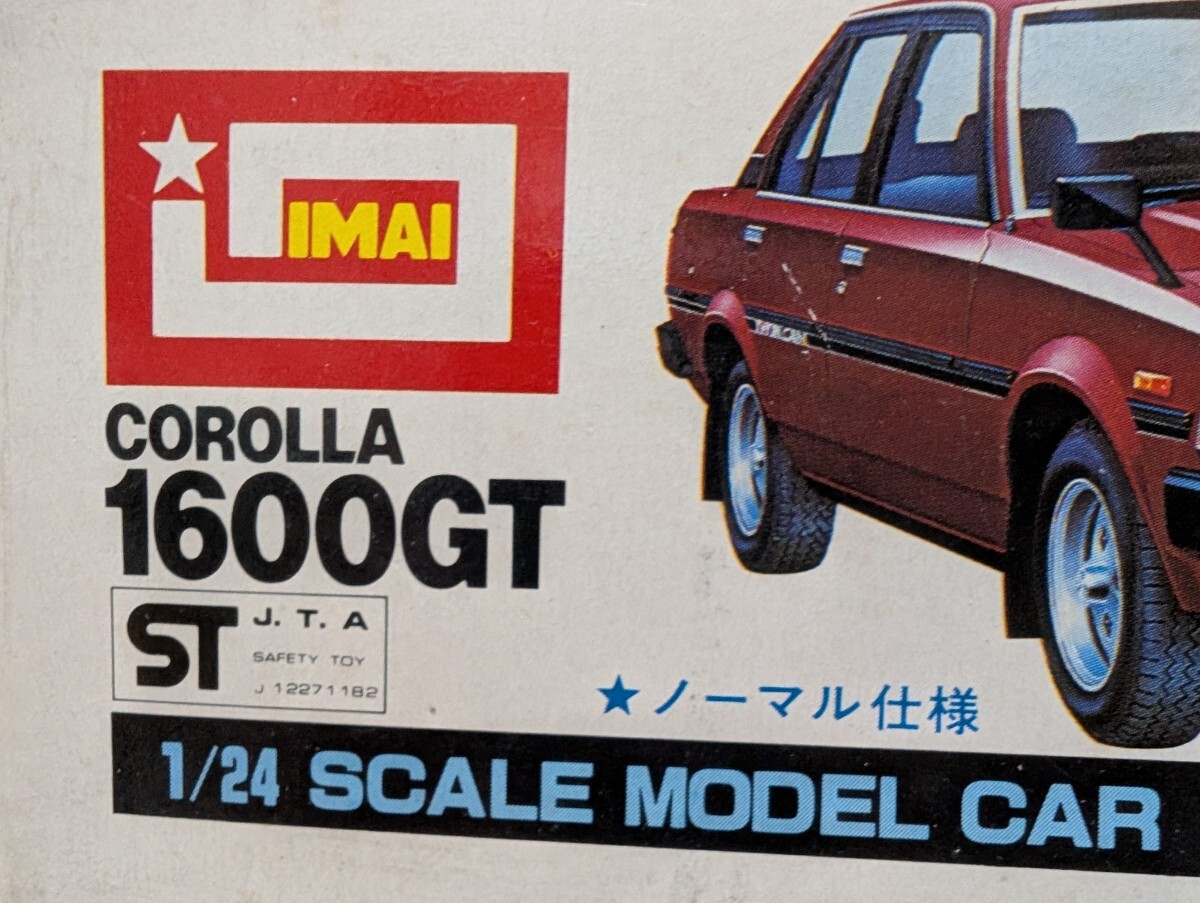 IMAI
COROLLA
1600GT
ST
J. T. A
SAFETY TOY
J 12271182
★ノーマル仕様
1/24 SCALE MODEL CAR